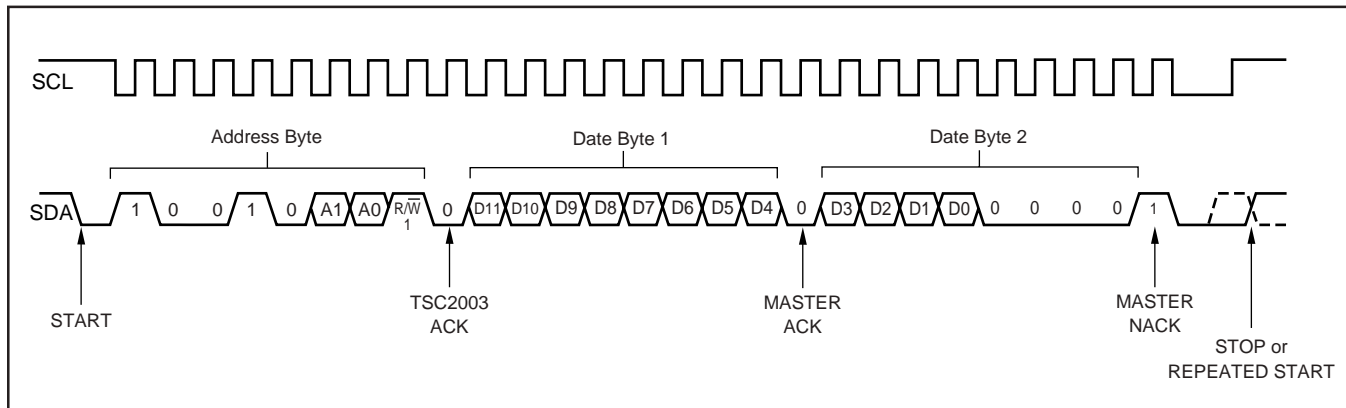 SCL
Address Byte
Date Byte 1
Date Byte 2
SDA
1 0 0 1 0 A1 A0 R/W̅ 1 0 D11 D10 D9 D8 D7 D6 D5 D4 0 D3 D2 D1 D0 0 0 0 0 1
START
TSC2003
ACK
MASTER
ACK
MASTER
NACK
STOP or
REPEATED START